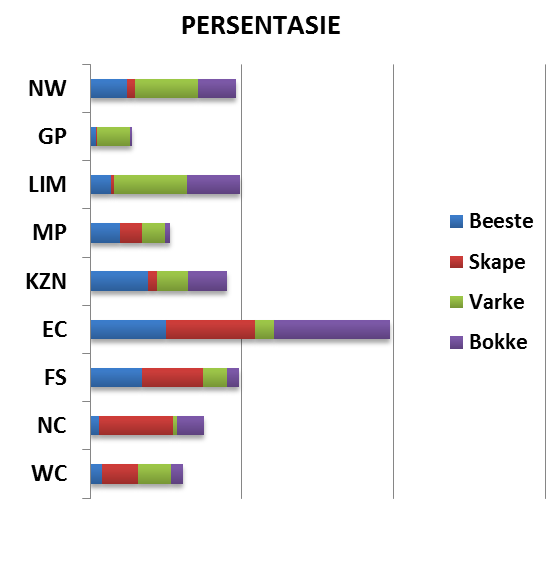 PERSENTASIE
NW
GP
LIM
MP
KZN
EC
FS
NC
WC
Beeste
Skape
Varke
Bokke